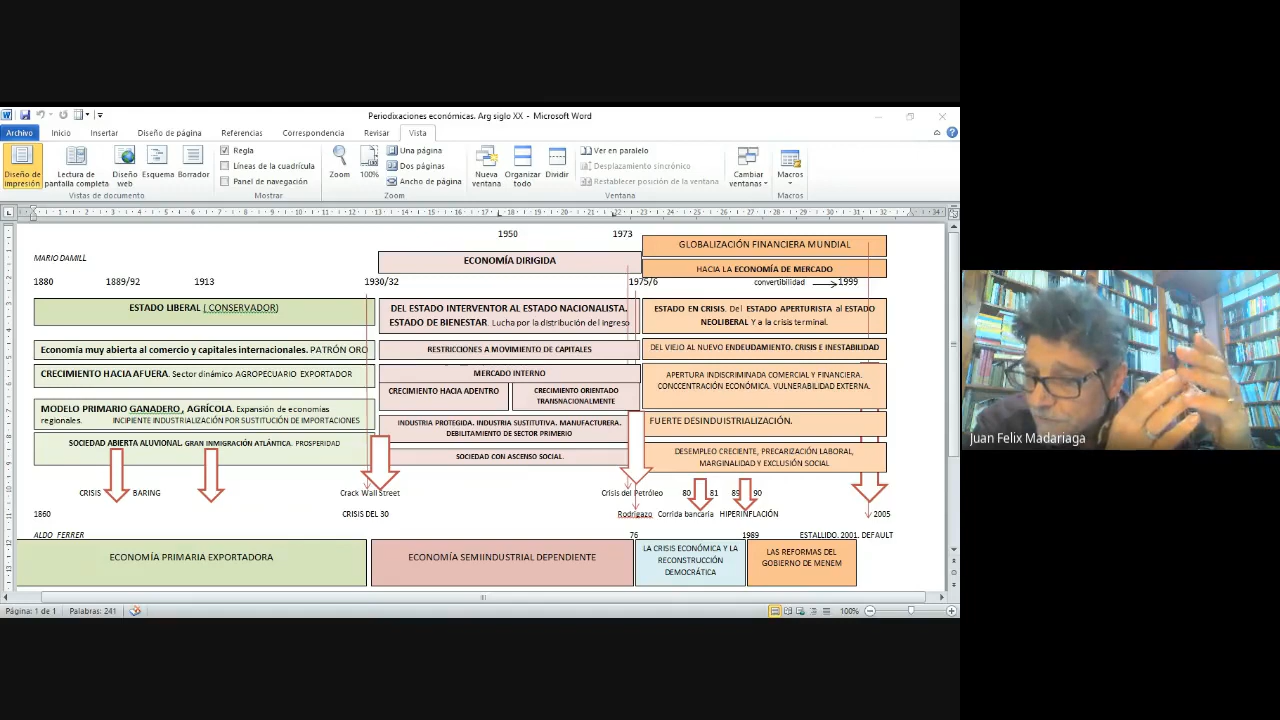 Periodixaciones económicas. Arg siglo XX - Microsoft Word
Archivo Inicio Insertar Diseño de página Referencias Correspondencia Revisar Vista
Diseño de impresión
Lectura de pantalla completa
Diseño web
Esquema
Borrador
Vistas de documento
Regla
Líneas de la cuadrícula
Panel de navegación
Mostrar
Zoom
100%
Una página
Dos páginas
Ancho de página
Zoom
Nueva ventana
Organizar todo
Dividir
Ver en paralelo
Desplazamiento sincrónico
Restablecer posición de la ventana
Ventana
Cambiar ventanas
Macros
Macros
1950 1973
GLOBALIZACIÓN FINANCIERA MUNDIAL
MARIO DAMILL
ECONOMÍA DIRIGIDA
HACIA LA ECONOMÍA DE MERCADO
1880 1889/92 1913 1930/32 1975/6 convertibilidad 1999
ESTADO LIBERAL ( CONSERVADOR)
DEL ESTADO INTERVENTOR AL ESTADO NACIONALISTA.
ESTADO DE BIENESTAR. Lucha por la distribución del ingreso
ESTADO EN CRISIS. Del ESTADO APERTURISTA al ESTADO
NEOLIBERAL Y a la crisis terminal.
Economía muy abierta al comercio y capitales internacionales. PATRÓN ORO
RESTRICCIONES A MOVIMIENTO DE CAPITALES
DEL VIEJO AL NUEVO ENDEUDAMIENTO. CRISIS E INESTABILIDAD
CRECIMIENTO HACIA AFUERA. Sector dinámico AGROPECUARIO EXPORTADOR
MERCADO INTERNO
CRECIMIENTO HACIA ADENTRO
CRECIMIENTO ORIENTADO
TRANSNACIONALMENTE
APERTURA INDISCRIMINADA COMERCIAL Y FINANCIERA.
CONCCENTRACIÓN ECONÓMICA. VULNERABILIDAD EXTERNA.
MODELO PRIMARIO GANADERO , AGRÍCOLA. Expansión de economías
regionales. INCIPIENTE INDUSTRIALIZACIÓN POR SUSTITUCIÓN DE IMPORTACIONES
INDUSTRIA PROTEGIDA. INDUSTRIA SUSTITUTIVA. MANUFACTURERA.
DEBILITAMIENTO DE SECTOR PRIMERIO
FUERTE DESINDUISTRIALIZACIÓN.
SOCIEDAD ABIERTA ALUVIONAL. GRAN INMIGRACIÓN ATLÁNTICA. PROSPERIDAD
SOCIEDAD CON ASCENSO SOCIAL.
DESEMPLEO CRECIENTE, PRECARIZACIÓN LABORAL,
MARGINALIDAD Y EXCLUSIÓN SOCIAL
CRISIS BARING Crack Wall Street Crisis del Petróleo 80 81 89 90
1860 CRISIS DEL 30 Rodrigazo Corrida bancaria HIPERINFLACIÓN 2005
ALDO FERRER 76 1989 ESTALLIDO. 2001. DEFAULT
ECONOMÍA PRIMARIA EXPORTADORA
ECONOMÍA SEMIINDUSTRIAL DEPENDIENTE
LA CRISIS ECONÓMICA Y LA
RECONSTRUCCIÓN
DEMOCRÁTICA
LAS REFORMAS DEL
GOBIERNO DE MENEM
Página: 1 de 1 Palabras: 241 100%
Juan Felix Madariaga